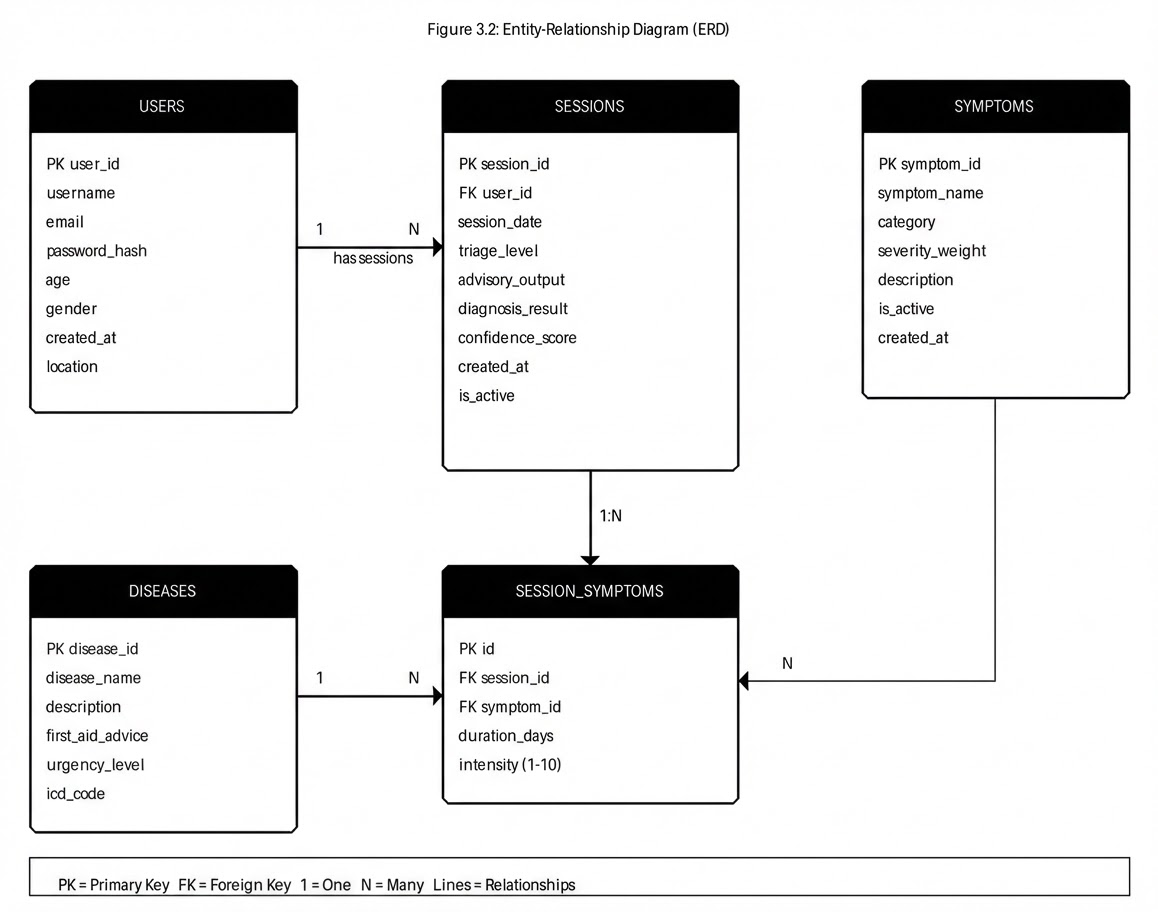 Figure 3.2: Entity-Relationship Diagram (ERD)
USERS
PK user_id
username
email
password_hash
age
gender
created_at
location
1
N
has sessions
SESSIONS
PK session_id
FK user_id
session_date
triage_level
advisory_output
diagnosis_result
confidence_score
created_at
is_active
SYMPTOMS
PK symptom_id
symptom_name
category
severity_weight
description
is_active
created_at
1:N
DISEASES
PK disease_id
disease_name
description
first_aid_advice
urgency_level
icd_code
1
N
SESSION_SYMPTOMS
PK id
FK session_id
FK symptom_id
duration_days
intensity (1-10)
N
PK = Primary Key FK = Foreign Key 1 = One N = Many Lines = Relationships